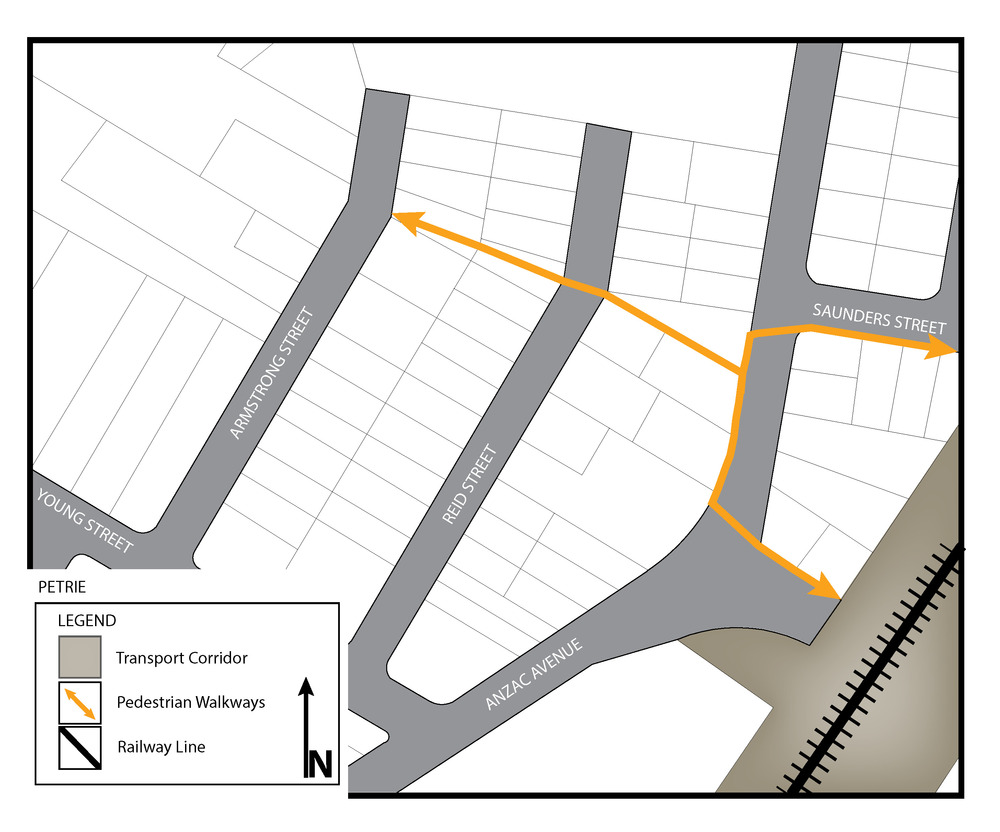 SAUNDERS STREET
ARMSTRONG STREET
REID STREET
YOUNG STREET
ANZAC AVENUE
PETRIE
LEGEND
Transport Corridor
Pedestrian Walkways
Railway Line
N